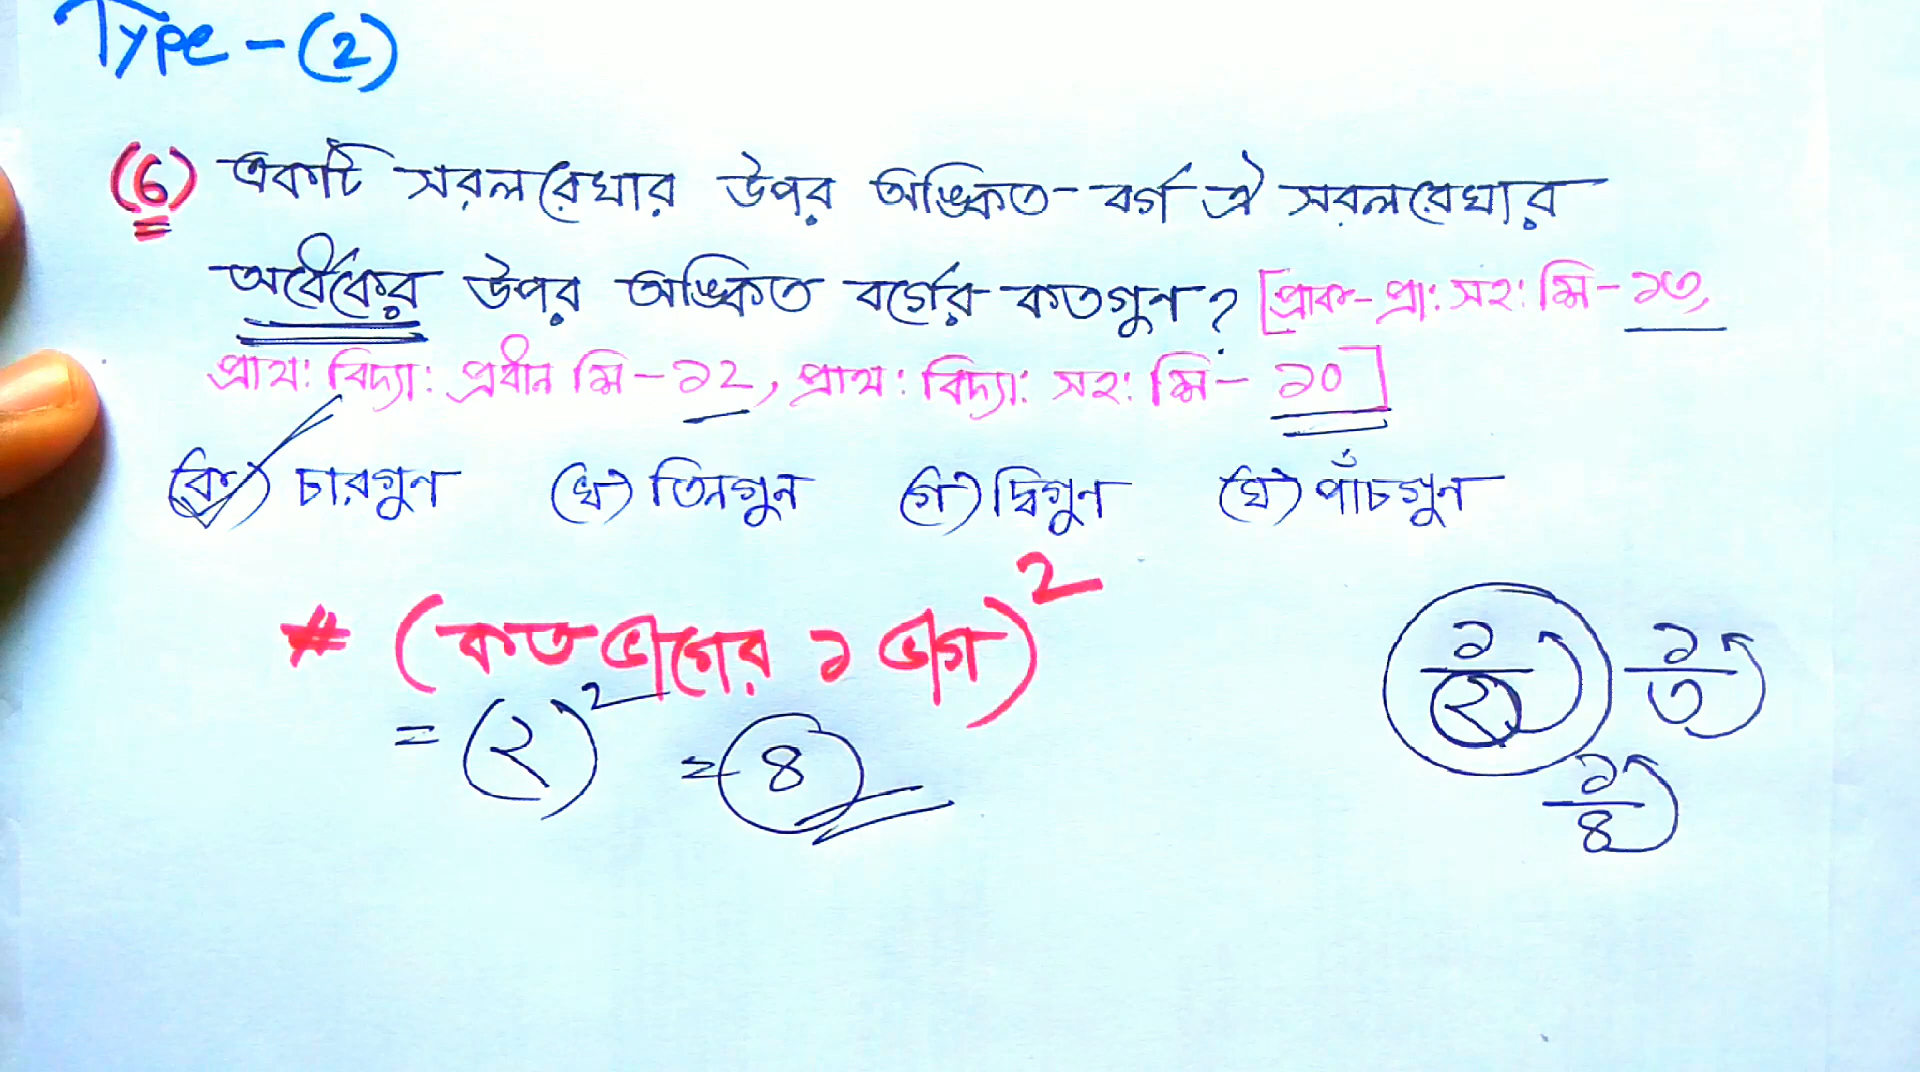 Type - (2)
(6) একটি সরলরেখার উপর অঙ্কিত বর্গ ঐ সরলরেখার
অর্ধেকের উপর অঙ্কিত বর্গের কতগুন? [প্রাক-প্রা: সহ: শি - ১৩,
প্রাথ: বিদ্যা: প্রধান শি - ১২, প্রাথ: বিদ্যা: সহ: শি - ১০]
(ক) চারগুন (খ) তিনগুন (গ) দ্বিগুন (ঘ) পাঁচগুন
* (কত ভাগের ১ ভাগ)²
= (২)² = ৪
১/২ ১/৩
১/৪